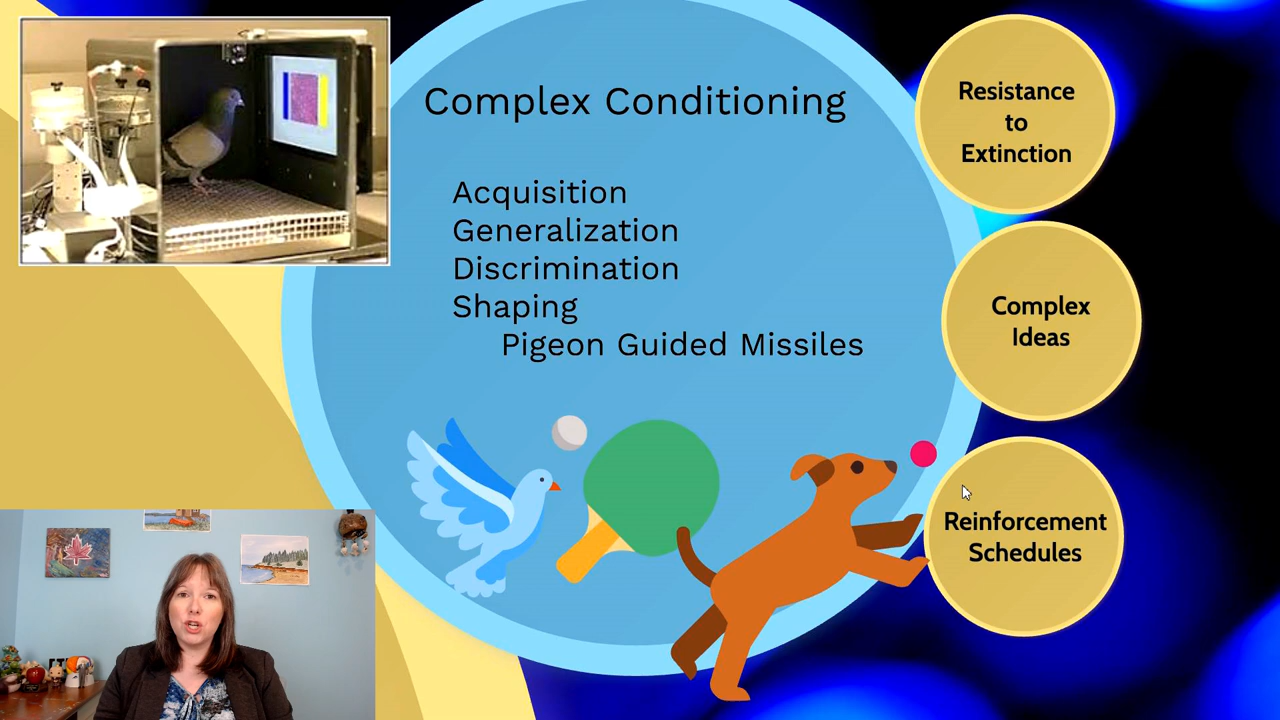 Complex Conditioning
Acquisition
Generalization
Discrimination
Shaping
Pigeon Guided Missiles
Resistance
to
Extinction
Complex
Ideas
Reinforcement
Schedules